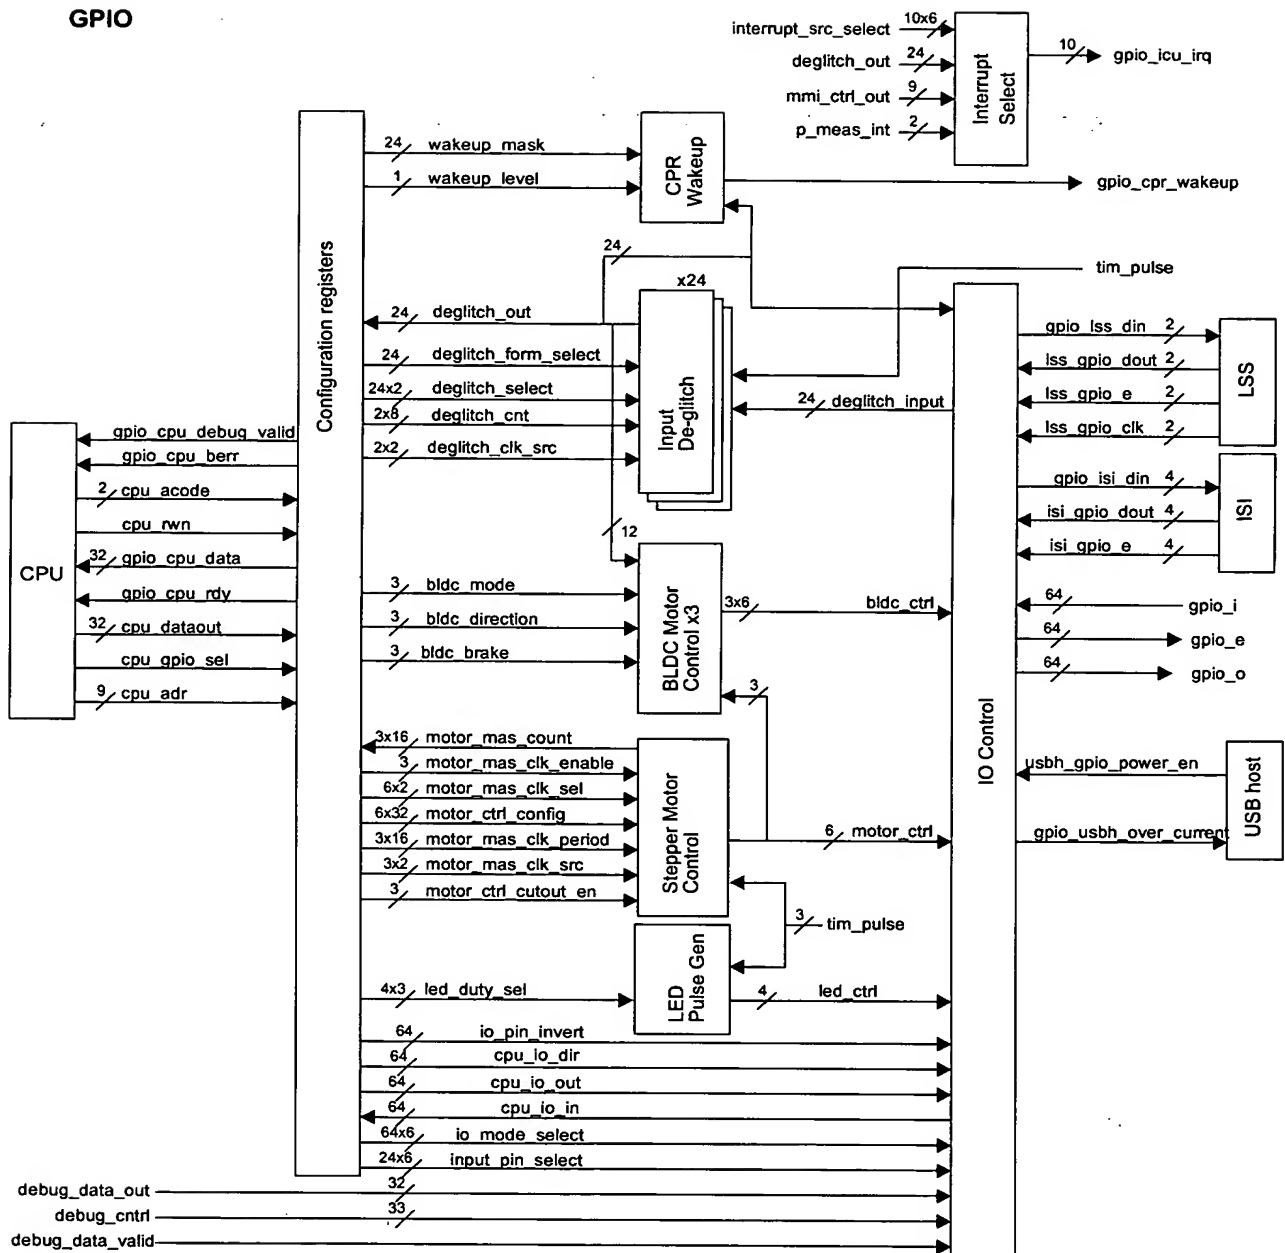 GPIO
interrupt_src_select 10x6
deglitch_out 24
mmi_ctrl_out 9
p_meas_int 2
Interrupt Select
10 gpio_icu_irq
24 wakeup_mask
1 wakeup_level
CPR Wakeup
gpio_cpr_wakeup
Configuration registers
24
x24
tim_pulse
24 deglitch_out
24 deglitch_form_select
24x2 deglitch_select
2x8 deglitch_cnt
2x2 deglitch_clk_src
Input De-glitch
24 deglitch_input
12
gpio_lss_din 2
lss_gpio_dout 2
lss_gpio_e 2
lss_gpio_clk 2
LSS
gpio_isi_din 4
isi_gpio_dout 4
isi_gpio_e 4
ISI
CPU
gpio_cpu_debug_valid
gpio_cpu_berr
2 cpu_acode
cpu_rwn
32 gpio_cpu_data
gpio_cpu_rdy
32 cpu_dataout
cpu_gpio_sel
9 cpu_adr
3 bldc_mode
3 bldc_direction
3 bldc_brake
BLDC Motor Control x3
3x6 bldc_ctrl
3
64 gpio_i
64 gpio_e
64 gpio_o
IO Control
3x16 motor_mas_count
3 motor_mas_clk_enable
6x2 motor_mas_clk_sel
6x32 motor_ctrl_config
3x16 motor_mas_clk_period
3x2 motor_mas_clk_src
3 motor_ctrl_cutout_en
Stepper Motor Control
6 motor_ctrl
usbh_gpio_power_en
gpio_usbh_over_current
USB host
3 tim_pulse
4x3 led_duty_sel
LED Pulse Gen
4 led_ctrl
64 io_pin_invert
64 cpu_io_dir
64 cpu_io_out
64 cpu_io_in
64x6 io_mode_select
24x6 input_pin_select
debug_data_out 32
debug_cntrl 33
debug_data_valid